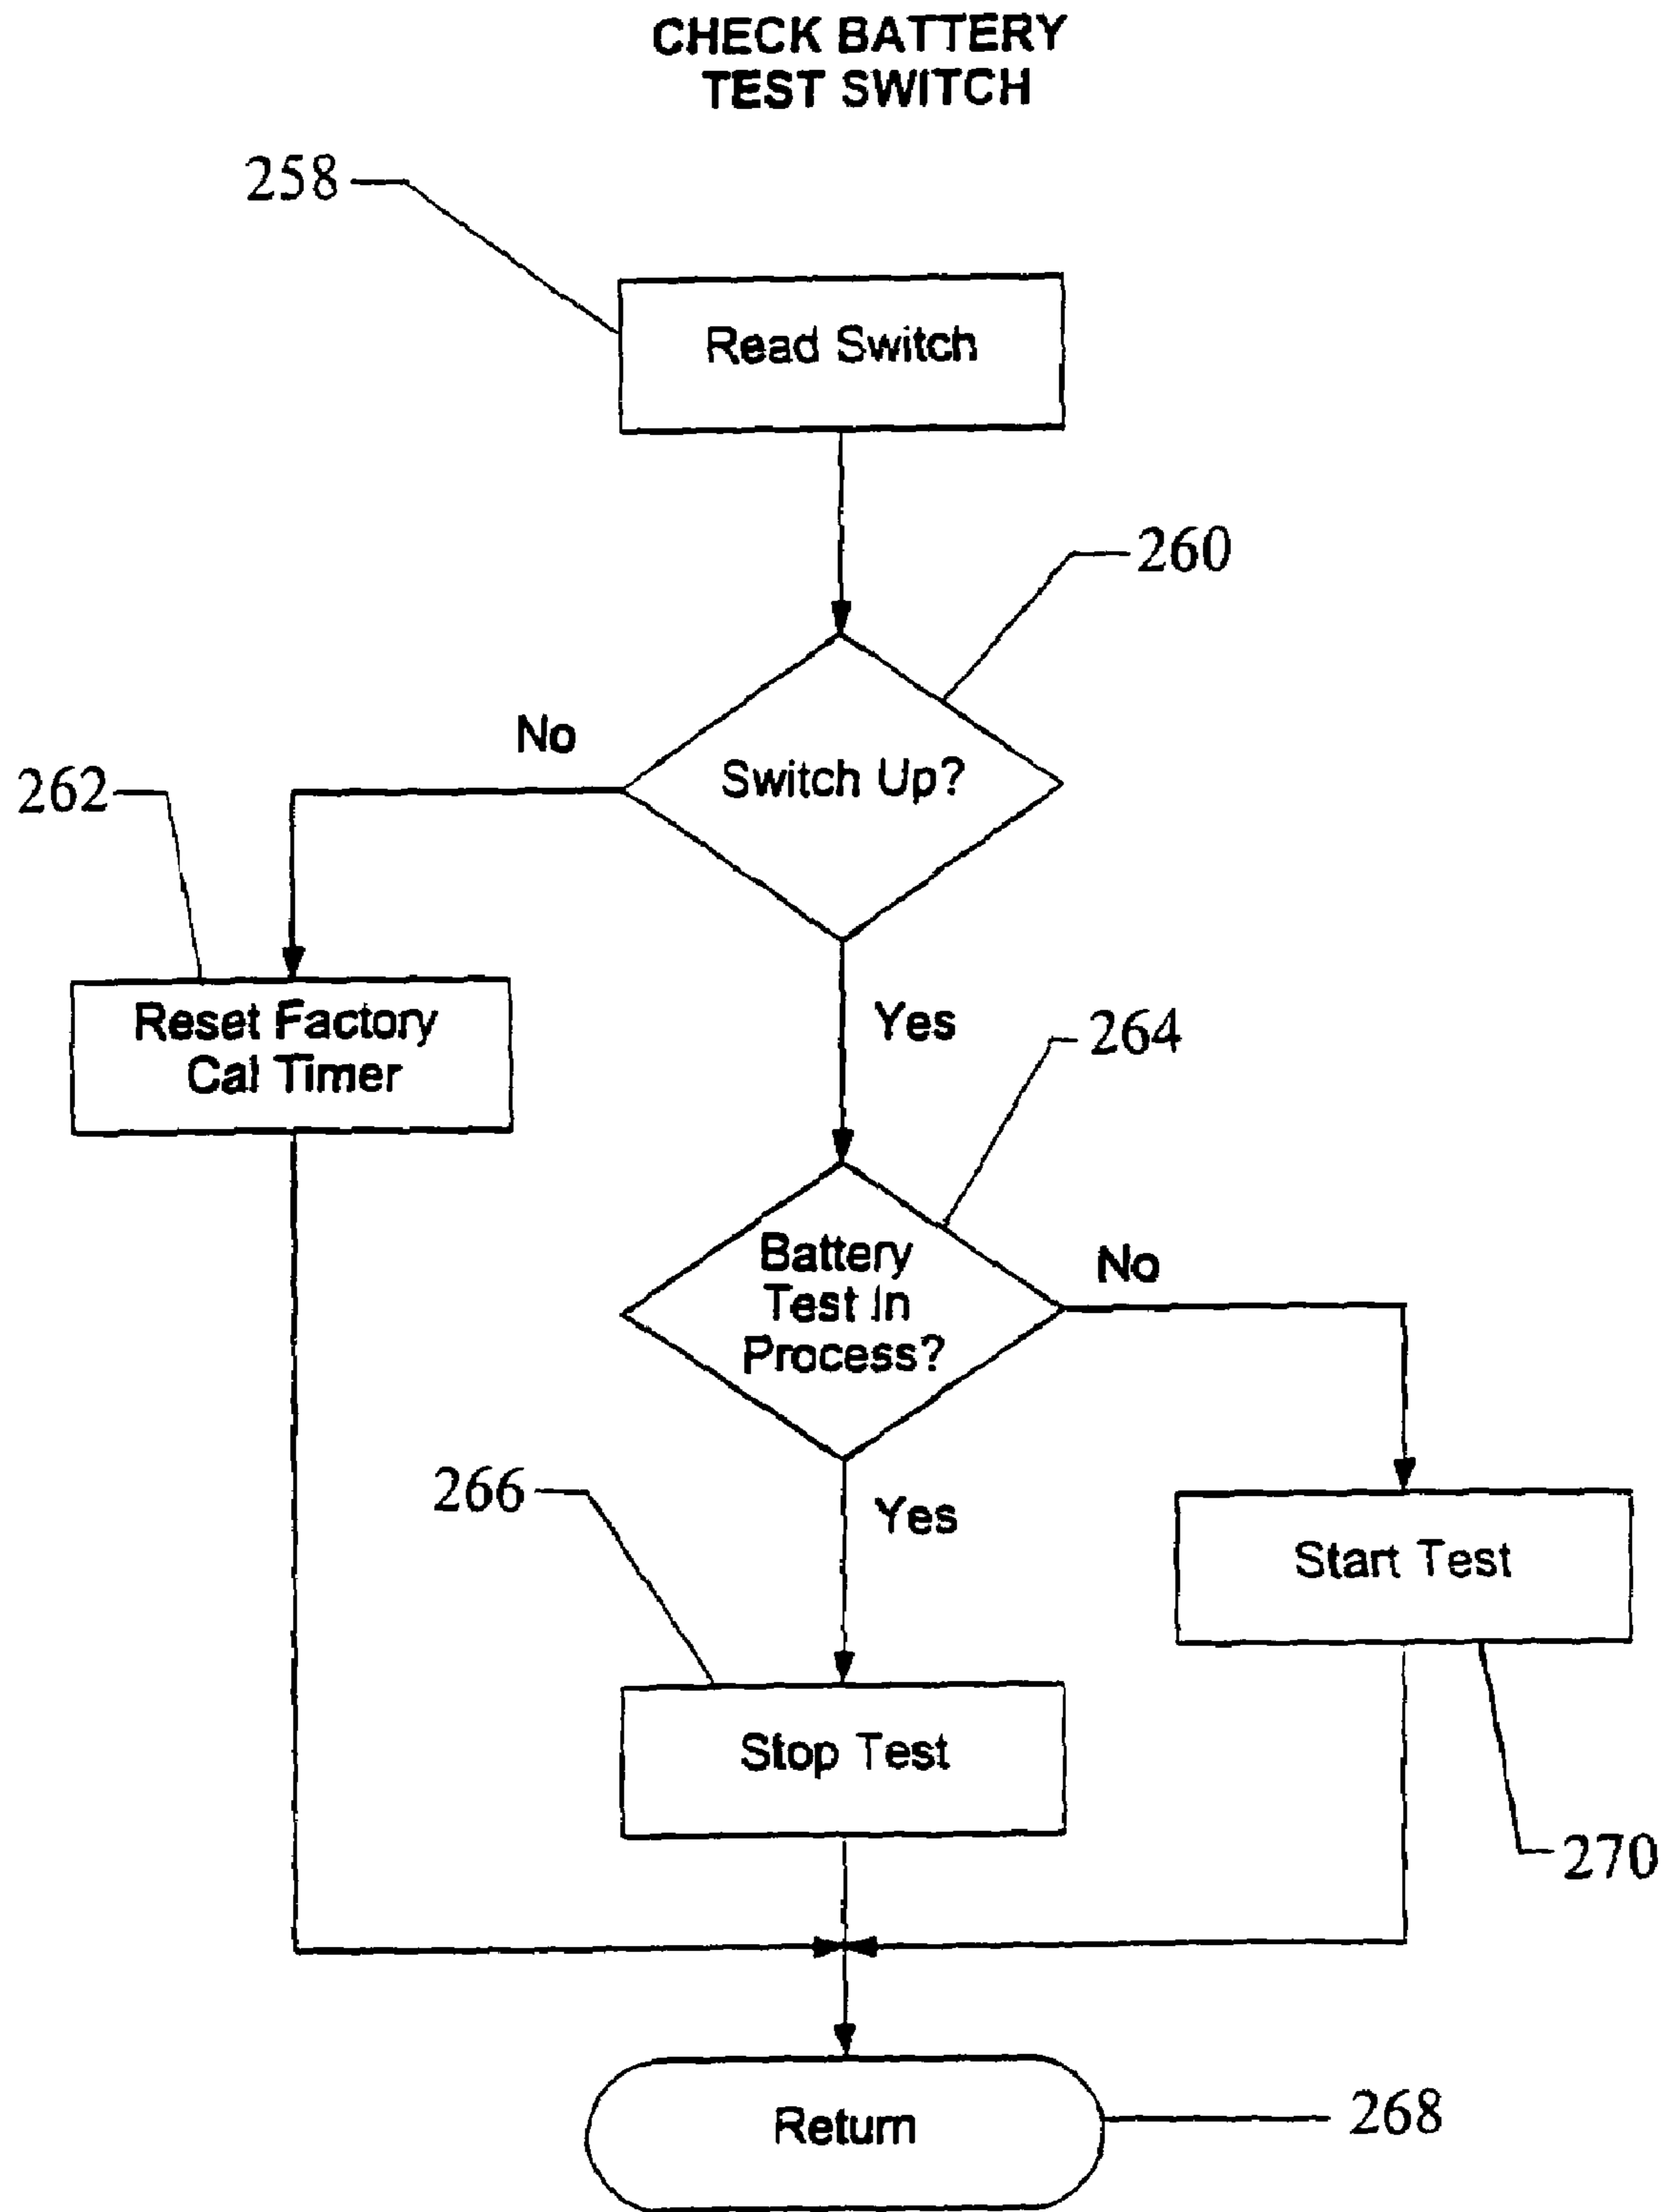 CHECK BATTERY
TEST SWITCH
258
Read Switch
260
Switch Up?
No
262
Reset Factory
Cal Timer
Yes
264
Battery
Test In
Process?
No
266
Yes
Start Test
Stop Test
270
Return
268